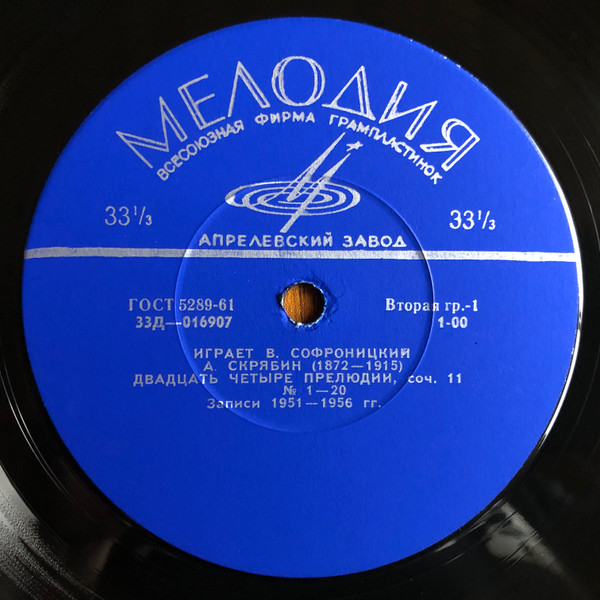 МЕЛОДИЯ
ВСЕСОЮЗНАЯ ФИРМА ГРАМПЛАСТИНОК
33⅓ 33⅓
АПРЕЛЕВСКИЙ ЗАВОД
ГОСТ 5289-61 Вторая гр.-1
33Д—016907 1-00
ИГРАЕТ В. СОФРОНИЦКИЙ
А. СКРЯБИН (1872—1915)
ДВАДЦАТЬ ЧЕТЫРЕ ПРЕЛЮДИИ, соч. 11
№ 1—20
Записи 1951—1956 гг.